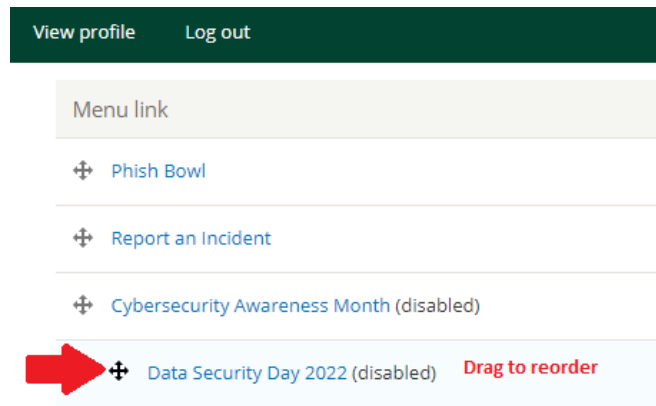 View profile Log out
Menu link
Phish Bowl
Report an Incident
Cybersecurity Awareness Month (disabled)
Data Security Day 2022 (disabled) Drag to reorder